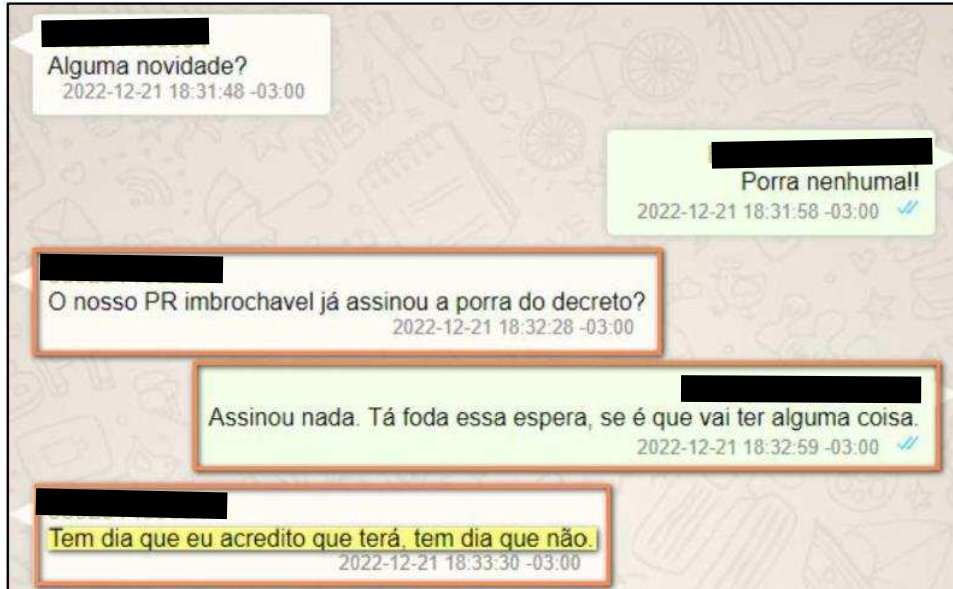 Alguma novidade?
2022-12-21 18:31:48 -03:00
Porra nenhuma!!
2022-12-21 18:31:58 -03:00
O nosso PR imbrochavel já assinou a porra do decreto?
2022-12-21 18:32:28 -03:00
Assinou nada. Tá foda essa espera, se é que vai ter alguma coisa.
2022-12-21 18:32:59 -03:00
Tem dia que eu acredito que terá, tem dia que não.
2022-12-21 18:33:30 -03:00